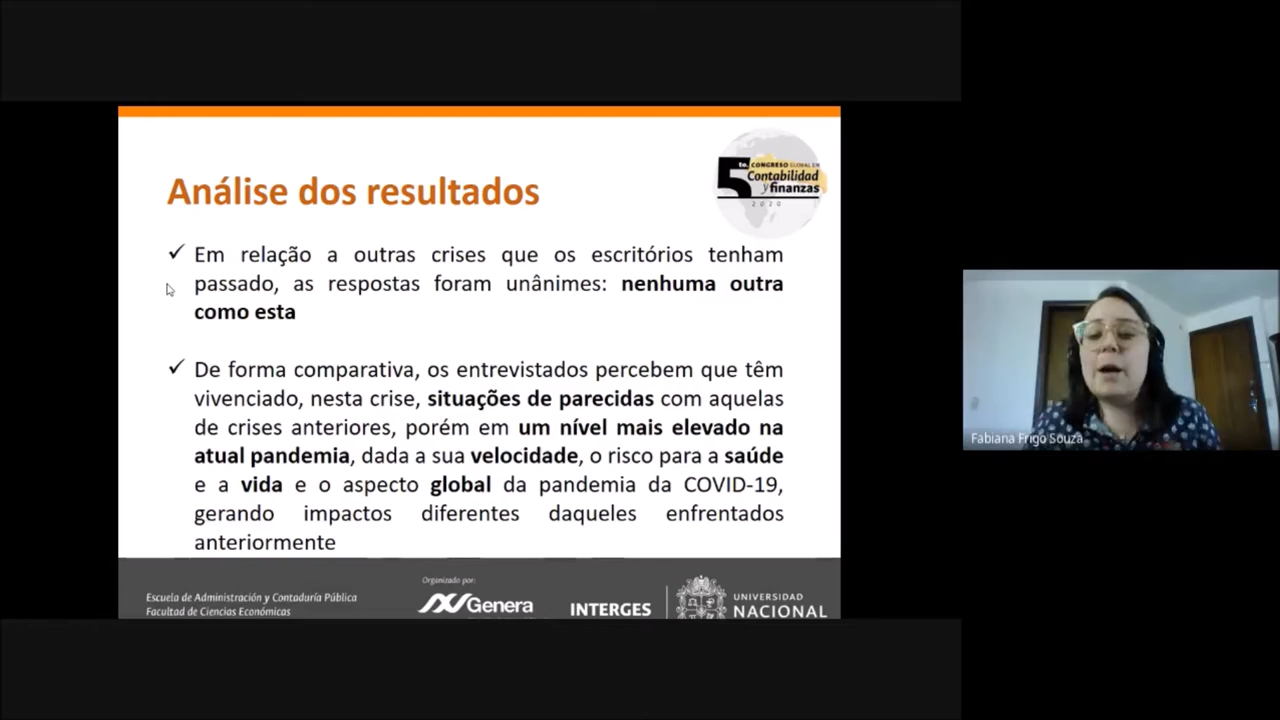 5to. CONGRESO GLOBAL EN
Contabilidad
y finanzas
2020
Análise dos resultados
✓ Em relação a outras crises que os escritórios tenham
passado, as respostas foram unânimes: nenhuma outra
como esta
✓ De forma comparativa, os entrevistados percebem que têm
vivenciado, nesta crise, situações de parecidas com aquelas
de crises anteriores, porém em um nível mais elevado na
atual pandemia, dada a sua velocidade, o risco para a saúde
e a vida e o aspecto global da pandemia da COVID-19,
gerando impactos diferentes daqueles enfrentados
anteriormente
Fabiana Frigo Souza
Escuela de Administración y Contaduría Pública
Facultad de Ciencias Económicas
Organizado por:
Genera
INTERGES
UNIVERSIDAD
NACIONAL